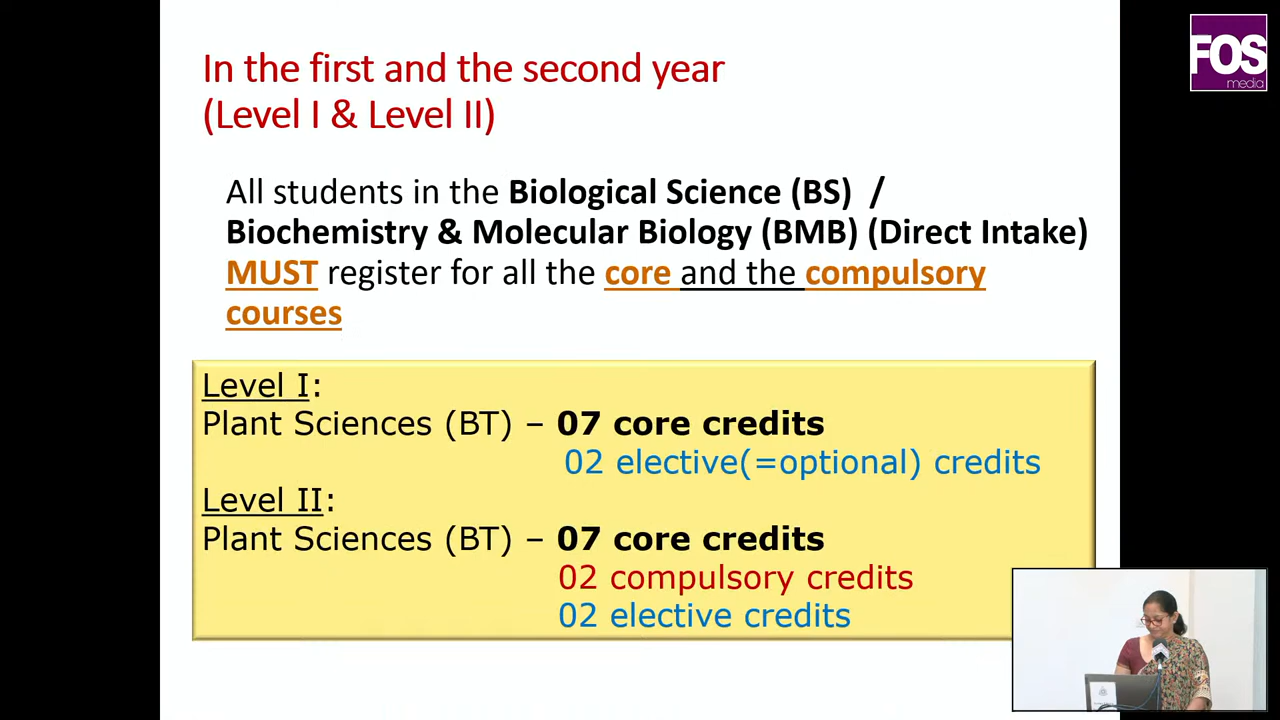 In the first and the second year
(Level I & Level II)
FOS
media
All students in the Biological Science (BS) /
Biochemistry & Molecular Biology (BMB) (Direct Intake)
MUST register for all the core and the compulsory
courses
Level I:
Plant Sciences (BT) – 07 core credits
02 elective(=optional) credits
Level II:
Plant Sciences (BT) – 07 core credits
02 compulsory credits
02 elective credits